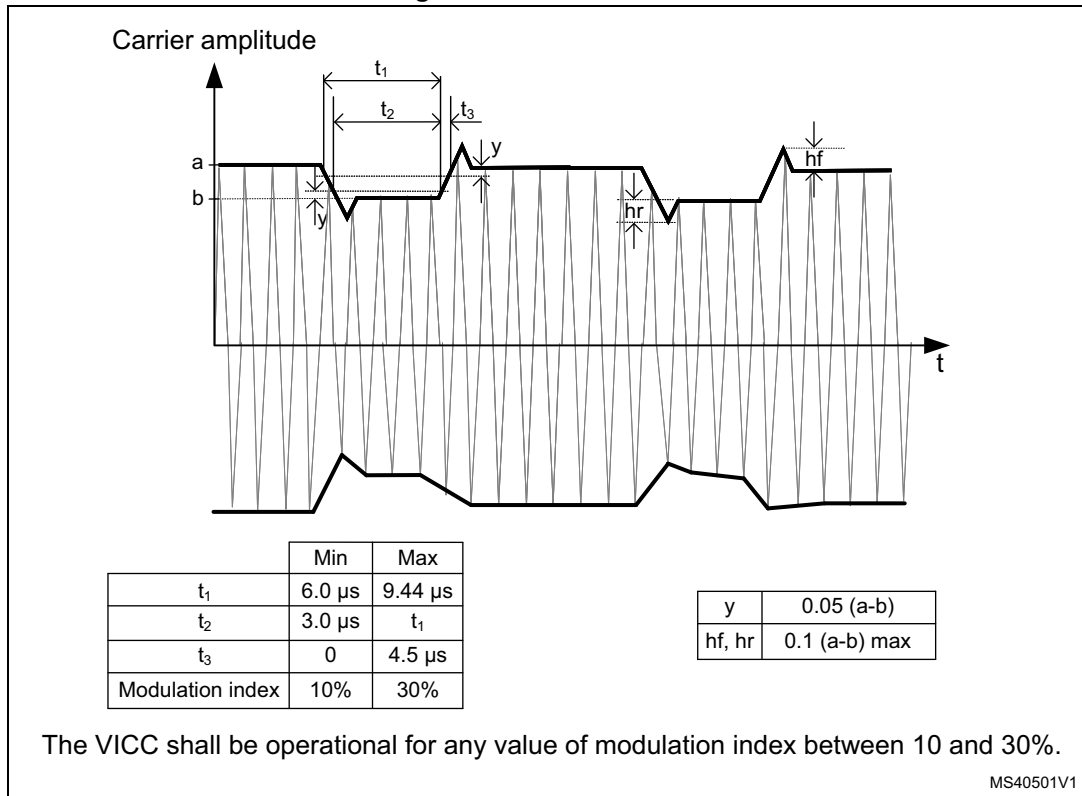 Carrier amplitude
t₁
t₂
t₃
y
a
b
y
hr
hf
t
Min Max
t₁ 6.0 µs 9.44 µs
t₂ 3.0 µs t₁
t₃ 0 4.5 µs
Modulation index 10% 30%
y 0.05 (a-b)
hf, hr 0.1 (a-b) max
The VICC shall be operational for any value of modulation index between 10 and 30%.
MS40501V1